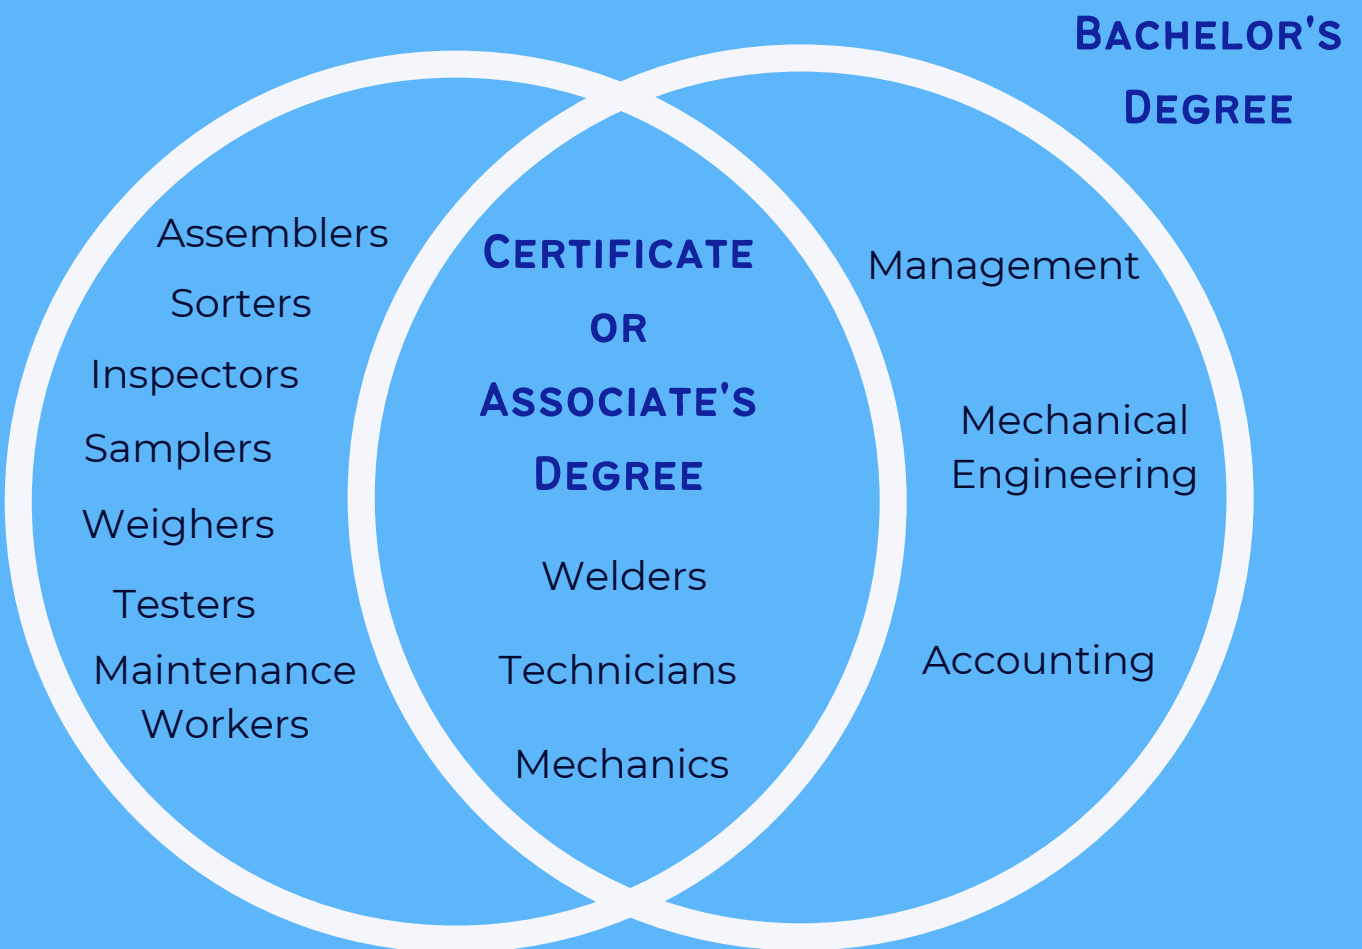 BACHELOR'S
DEGREE
Assemblers
Sorters
Inspectors
Samplers
Weighers
Testers
Maintenance
Workers
CERTIFICATE
OR
ASSOCIATE'S
DEGREE
Welders
Technicians
Mechanics
Management
Mechanical
Engineering
Accounting